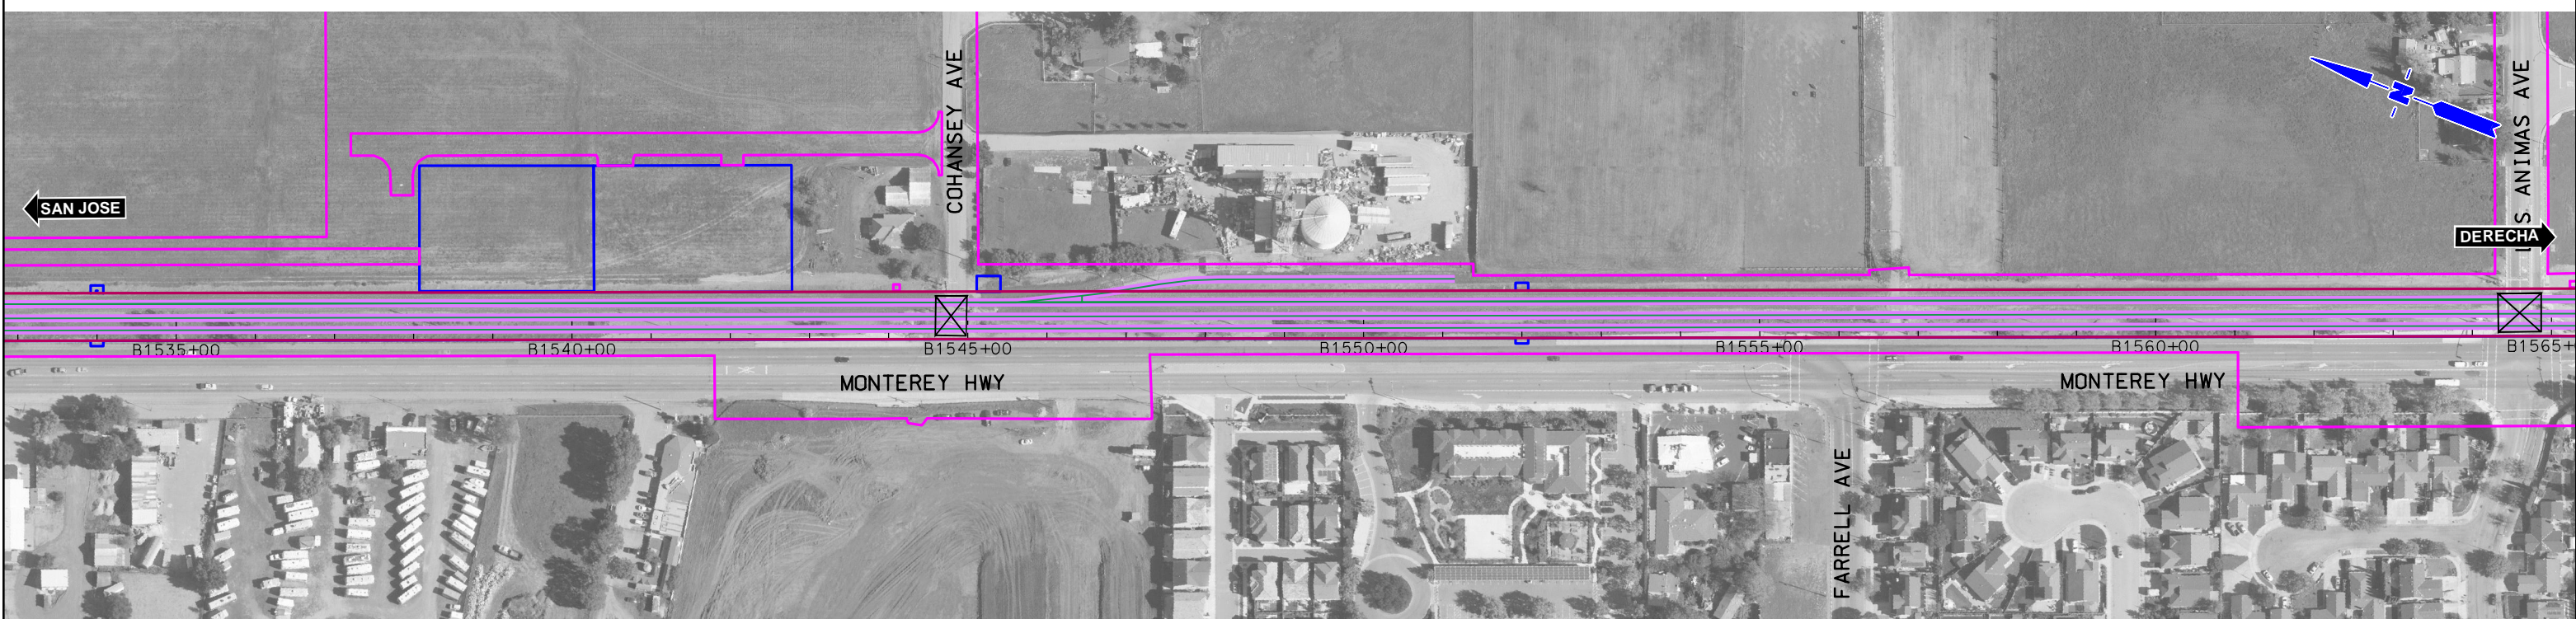 COHANSEY AVE
S ANIMAS AVE
N
SAN JOSE
DERECHA
B1535+00
B1540+00
B1545+00
B1550+00
B1555+00
B1560+00
B1565+
MONTEREY HWY
MONTEREY HWY
FARRELL AVE